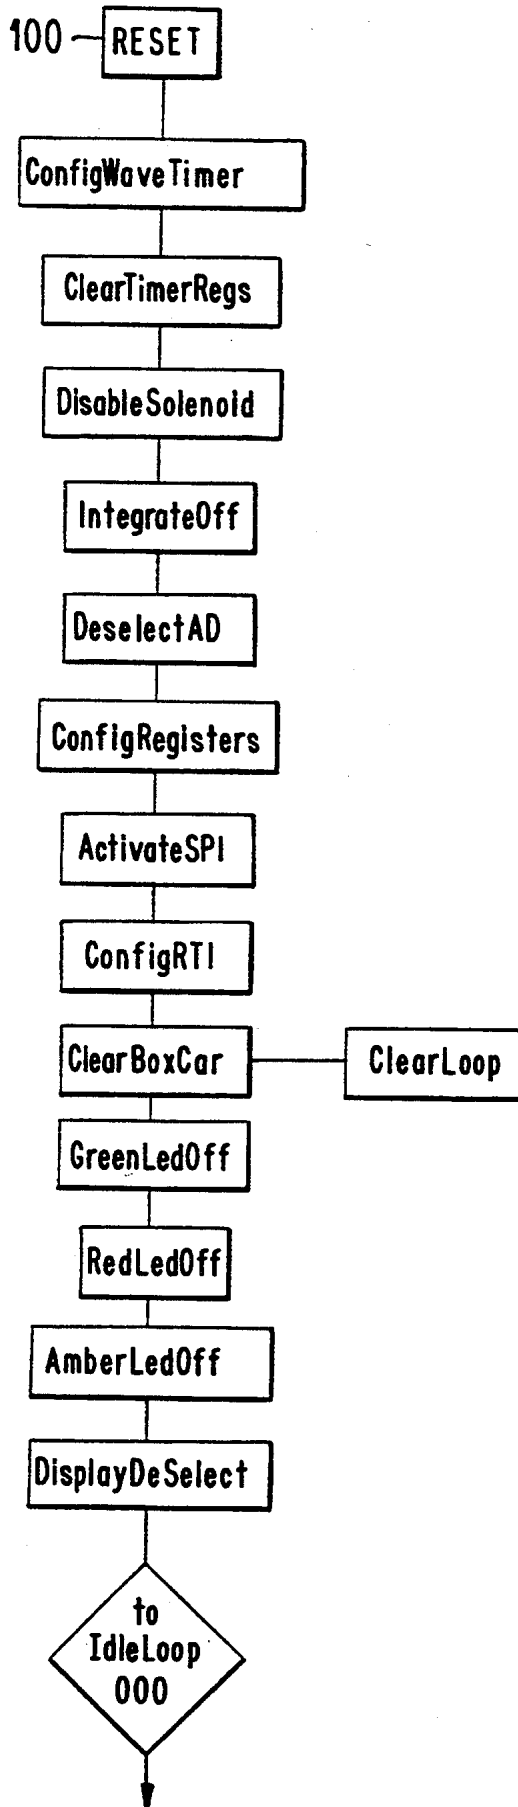 100 RESET
ConfigWaveTimer
ClearTimerRegs
DisableSolenoid
IntegrateOff
DeselectAD
ConfigRegisters
ActivateSPI
ConfigRTI
ClearBoxCar ClearLoop
GreenLedOff
RedLedOff
AmberLedOff
DisplayDeSelect
to
IdleLoop
000